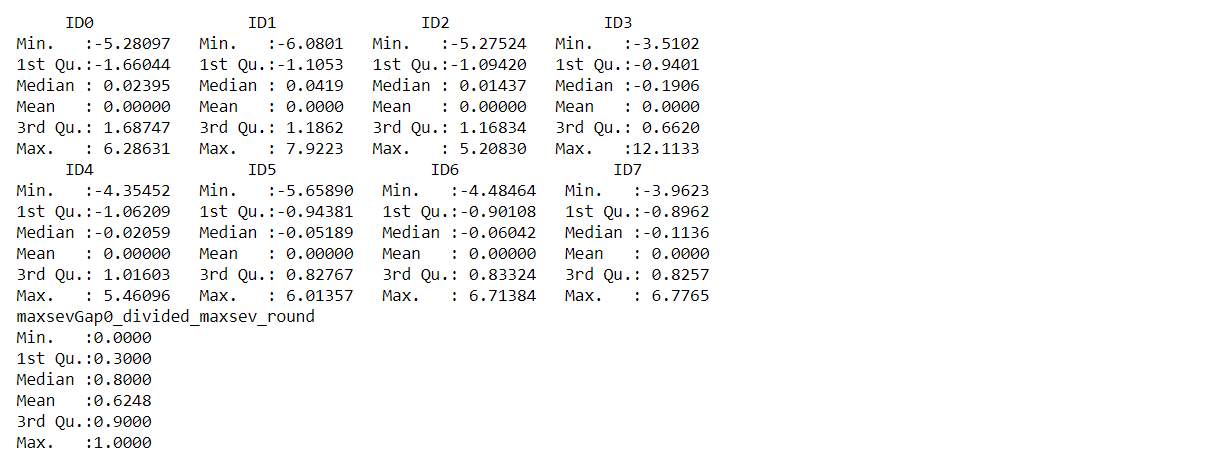 ID0               ID1               ID2               ID3         
Min.   :-5.28097   Min.   :-6.0801   Min.   :-5.27524   Min.   :-3.5102
1st Qu.:-1.66044   1st Qu.:-1.1053   1st Qu.:-1.09420   1st Qu.:-0.9401
Median : 0.02395   Median : 0.0419   Median : 0.01437   Median :-0.1906
Mean   : 0.00000   Mean   : 0.0000   Mean   : 0.00000   Mean   : 0.0000
3rd Qu.: 1.68747   3rd Qu.: 1.1862   3rd Qu.: 1.16834   3rd Qu.: 0.6620
Max.   : 6.28631   Max.   : 7.9223   Max.   : 5.20830   Max.   :12.1133
     ID4               ID5               ID6               ID7
Min.   :-4.35452   Min.   :-5.65890   Min.   :-4.48464   Min.   :-3.9623
1st Qu.:-1.06209   1st Qu.:-0.94381   1st Qu.:-0.90108   1st Qu.:-0.8962
Median :-0.02059   Median :-0.05189   Median :-0.06042   Median :-0.1136
Mean   : 0.00000   Mean   : 0.00000   Mean   : 0.00000   Mean   : 0.0000
3rd Qu.: 1.01603   3rd Qu.: 0.82767   3rd Qu.: 0.83324   3rd Qu.: 0.8257
Max.   : 5.46096   Max.   : 6.01357   Max.   : 6.71384   Max.   : 6.7765
maxsevGap0_divided_maxsev_round
Min.   :0.0000
1st Qu.:0.3000
Median :0.8000
Mean   :0.6248
3rd Qu.:0.9000
Max.   :1.0000